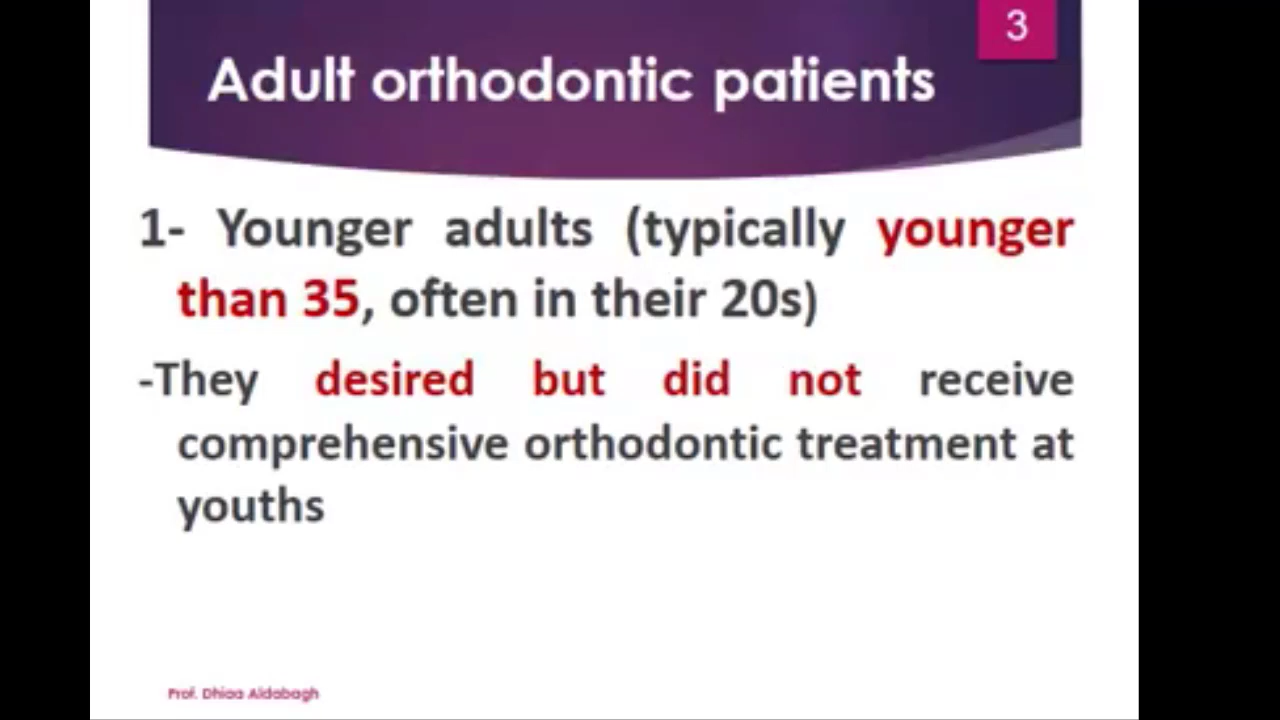 3
Adult orthodontic patients
1- Younger adults (typically younger
than 35, often in their 20s)
-They desired but did not receive
comprehensive orthodontic treatment at
youths
Prof. Dhiaa Aldabagh